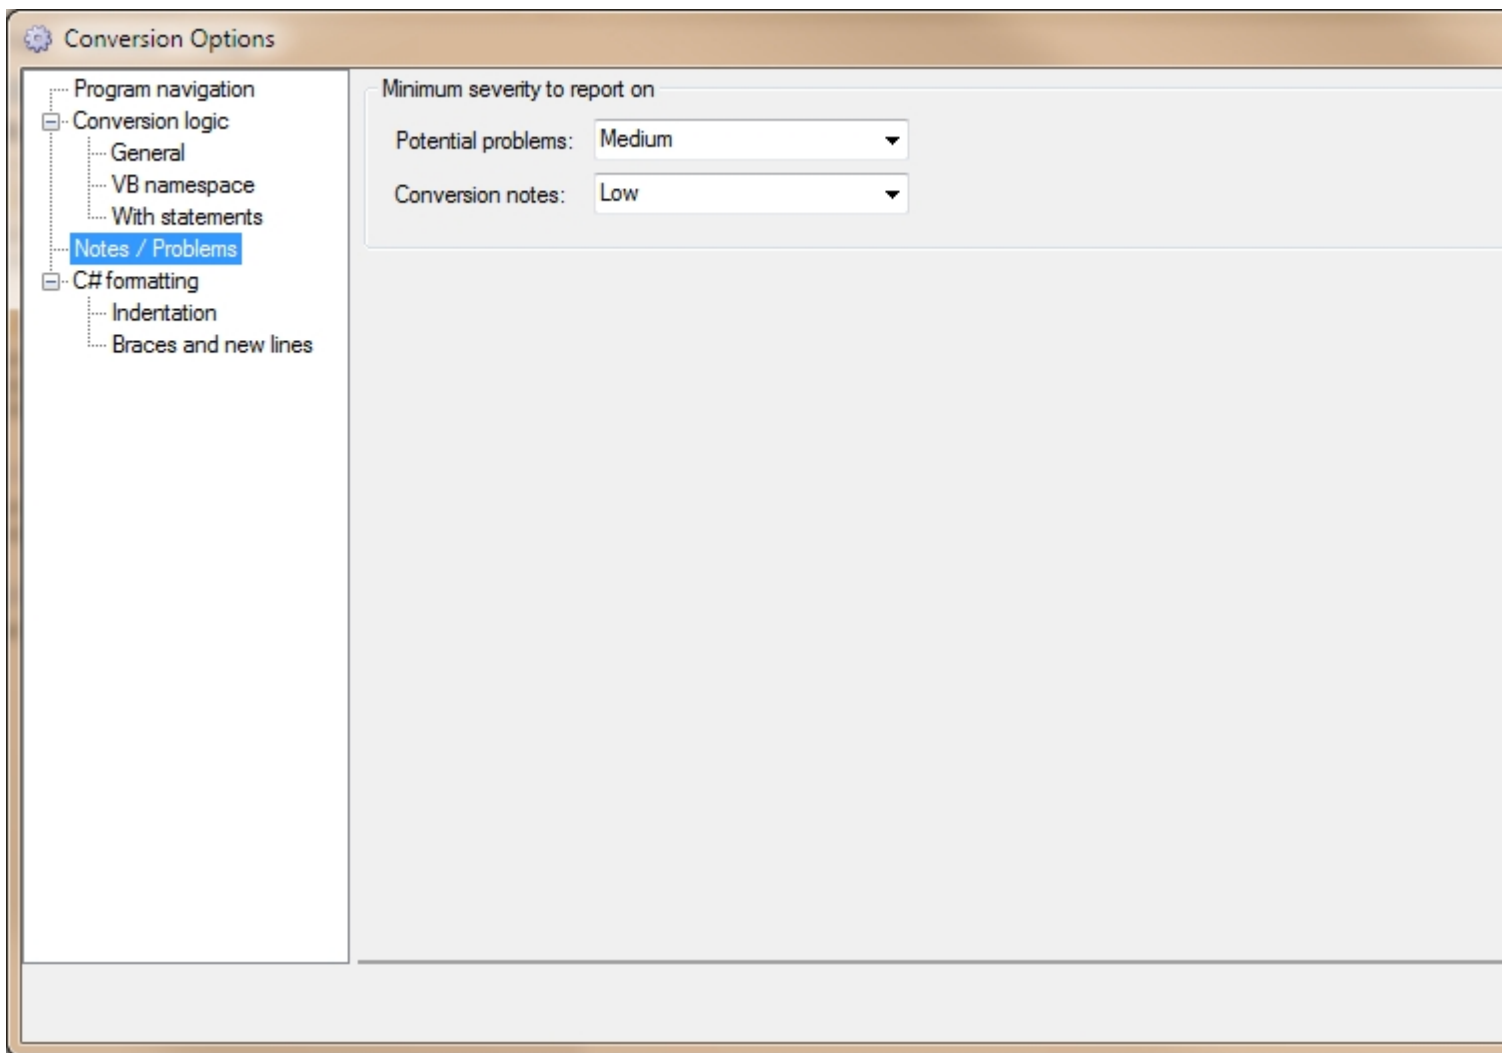 Conversion Options
Program navigation
Conversion logic
General
VB namespace
With statements
Notes / Problems
C# formatting
Indentation
Braces and new lines
Minimum severity to report on
Potential problems: Medium
Conversion notes: Low